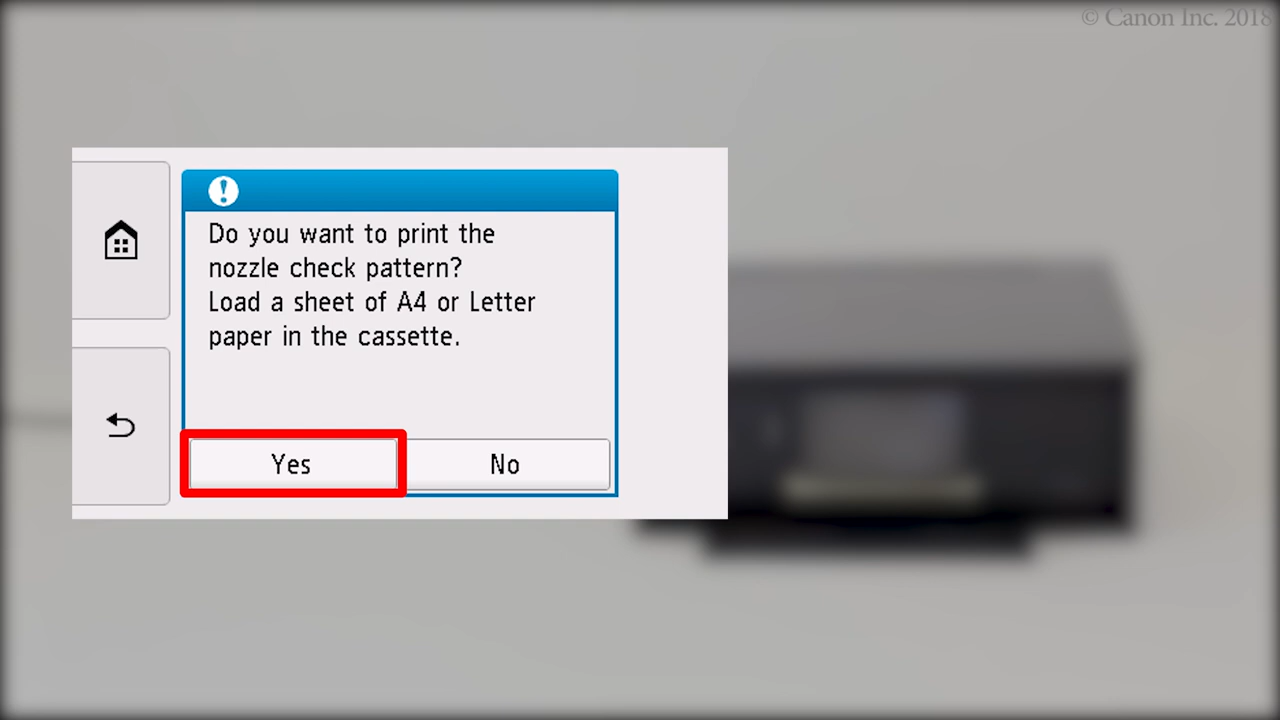 © Canon Inc. 2018
Do you want to print the
nozzle check pattern?
Load a sheet of A4 or Letter
paper in the cassette.
Yes
No